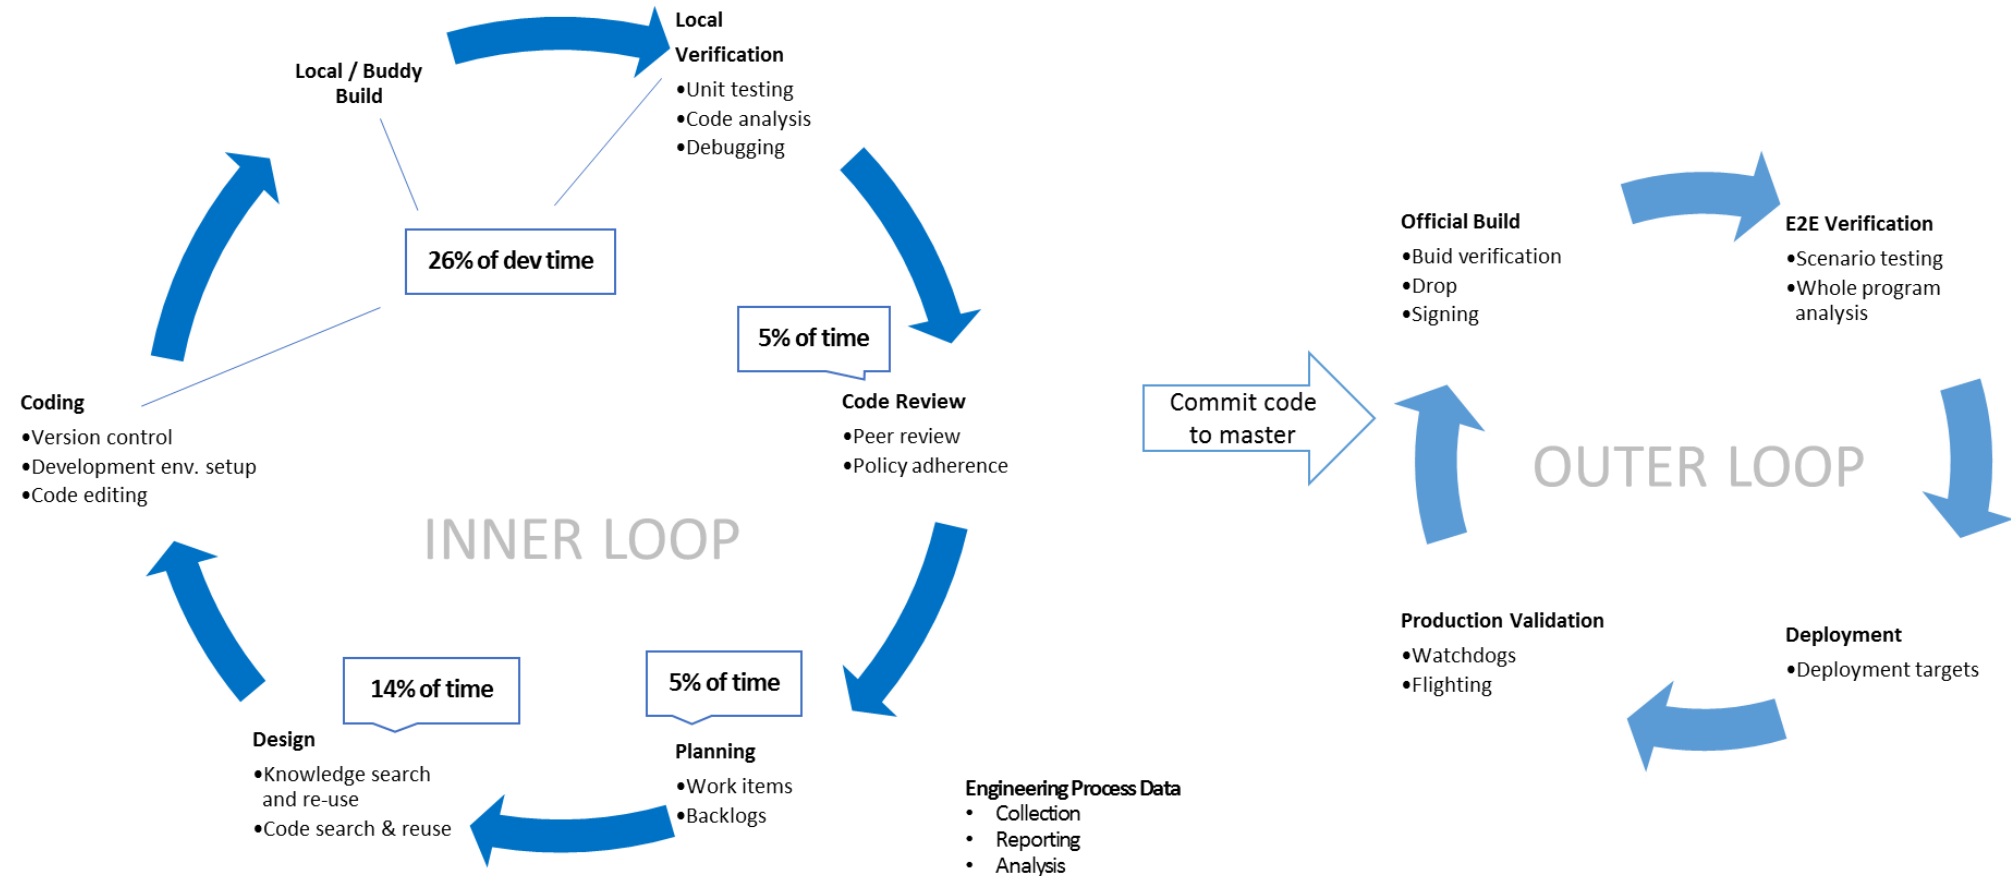 Local / Buddy
Build
Local
Verification
•Unit testing
•Code analysis
•Debugging
26% of dev time
5% of time
Code Review
•Peer review
•Policy adherence
Coding
•Version control
•Development env. setup
•Code editing
INNER LOOP
14% of time
5% of time
Design
•Knowledge search
and re-use
•Code search & reuse
Planning
•Work items
•Backlogs
Engineering Process Data
• Collection
• Reporting
• Analysis
Commit code
to master
Official Build
•Buid verification
•Drop
•Signing
E2E Verification
•Scenario testing
•Whole program
analysis
OUTER LOOP
Production Validation
•Watchdogs
•Flighting
Deployment
•Deployment targets